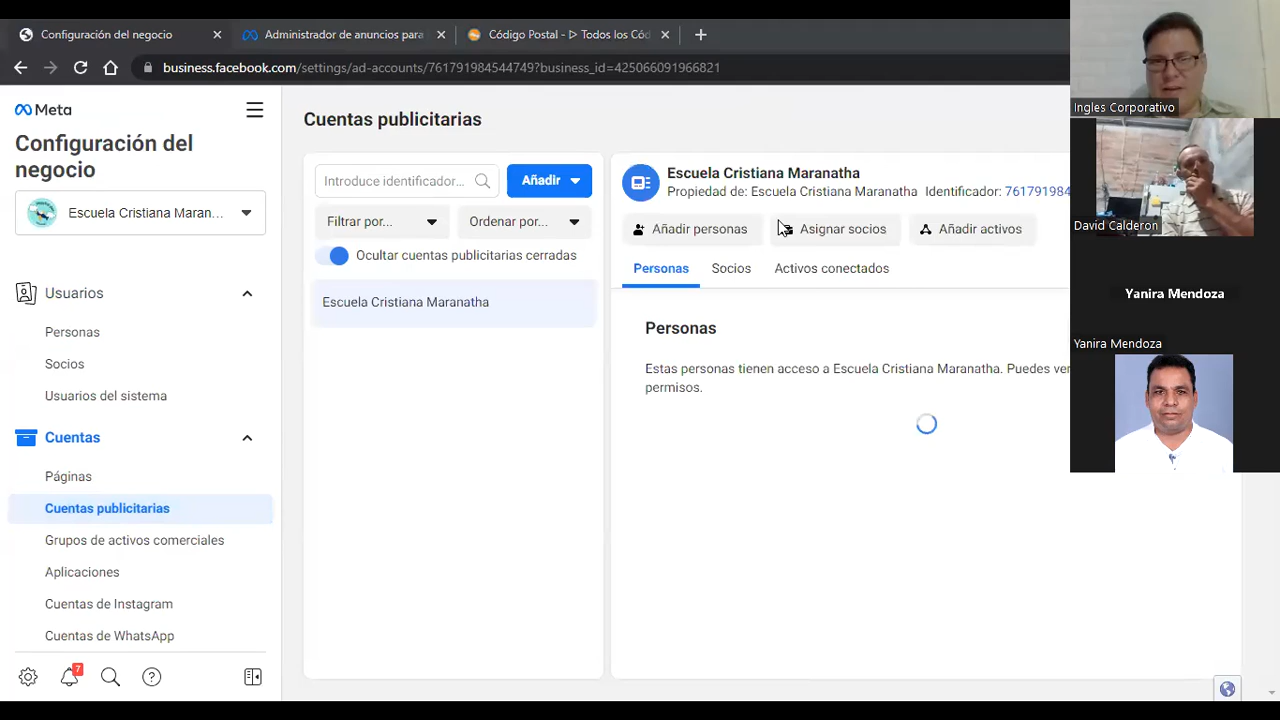 Configuración del negocio
Administrador de anuncios para
Código Postal - ▷ Todos los Cód
business.facebook.com/settings/ad-accounts/761791984544749?business_id=425066091966821
Meta
Configuración del
negocio
Escuela Cristiana Maran...
Usuarios
Personas
Socios
Usuarios del sistema
Cuentas
Páginas
Cuentas publicitarias
Grupos de activos comerciales
Aplicaciones
Cuentas de Instagram
Cuentas de WhatsApp
7
Cuentas publicitarias
Introduce identificador...
Añadir
Filtrar por...
Ordenar por...
Ocultar cuentas publicitarias cerradas
Escuela Cristiana Maranatha
Escuela Cristiana Maranatha
Propiedad de: Escuela Cristiana Maranatha Identificador: 76179198
Añadir personas
Asignar socios
Añadir activos
Personas
Socios
Activos conectados
Personas
Estas personas tienen acceso a Escuela Cristiana Maranatha. Puedes ve
permisos.
Ingles Corporativo
David Calderon
Yanira Mendoza
Yanira Mendoza